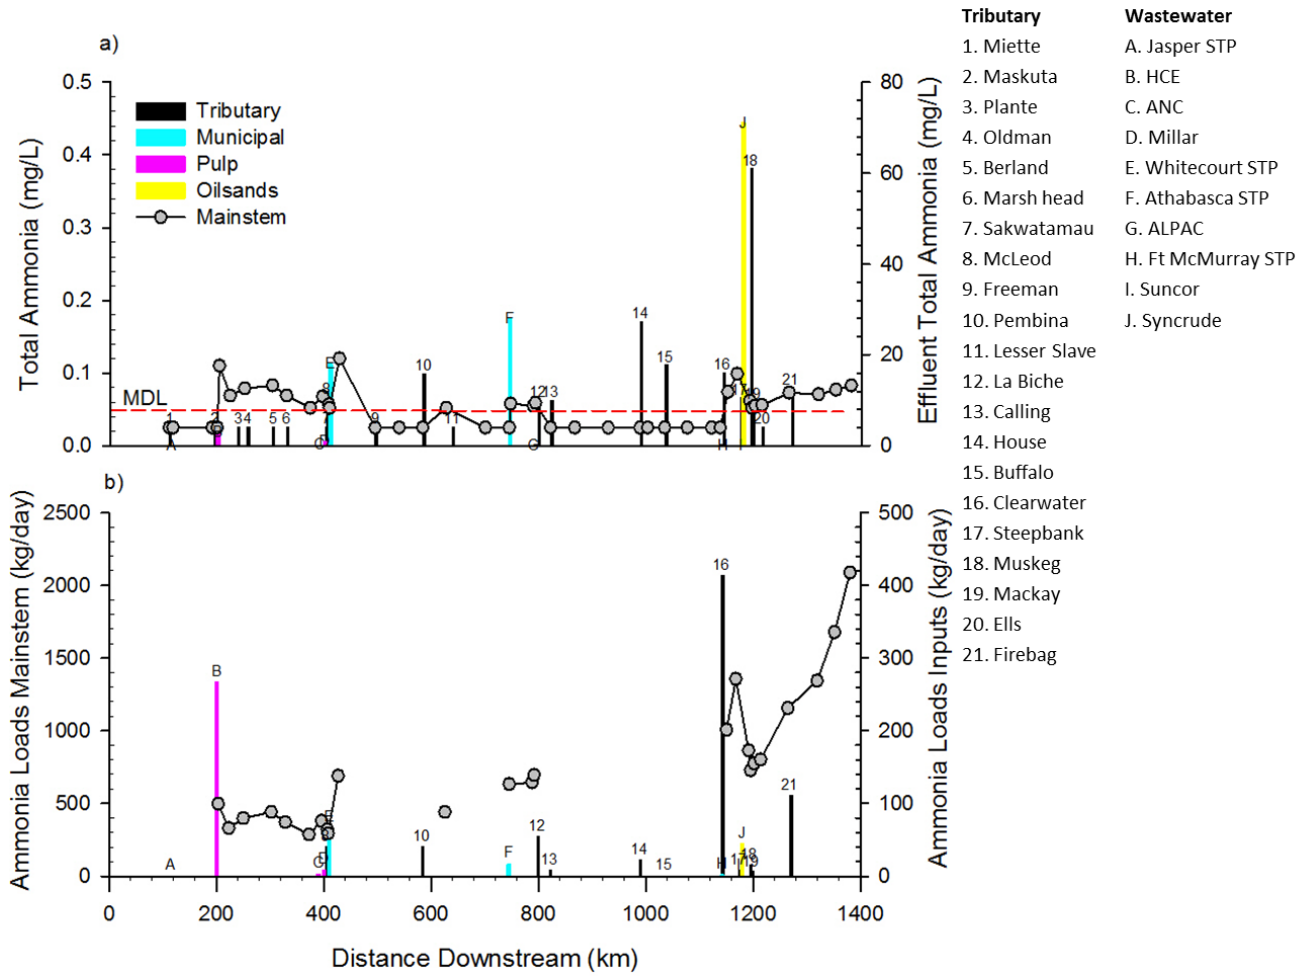 Tributary Wastewater
1. Miette A. Jasper STP
2. Maskuta B. HCE
3. Plante C. ANC
4. Oldman D. Millar
5. Berland E. Whitecourt STP
6. Marsh head F. Athabasca STP
7. Sakwatamau G. ALPAC
8. McLeod H. Ft McMurray STP
9. Freeman I. Suncor
10. Pembina J. Syncrude
11. Lesser Slave
12. La Biche
13. Calling
14. House
15. Buffalo
16. Clearwater
17. Steepbank
18. Muskeg
19. Mackay
20. Ells
21. Firebag
a)
Total Ammonia (mg/L)
0.5
0.4
0.3
0.2
0.1
0.0
Tributary
Municipal
Pulp
Oilsands
Mainstem
MDL
1 A 3 4 5 6 8 E 9 10 11 F 12 13 G 14 15 16 17 J 18 19 20 21
80
60
40
20
0
Effluent Total Ammonia (mg/L)
b)
Ammonia Loads Mainstem (kg/day)
2500
2000
1500
1000
500
0
A B C D E 10 F 12 13 14 15 16 H 17 J 18 19 21
500
400
300
200
100
0
Ammonia Loads Inputs (kg/day)
0 200 400 600 800 1000 1200 1400
Distance Downstream (km)